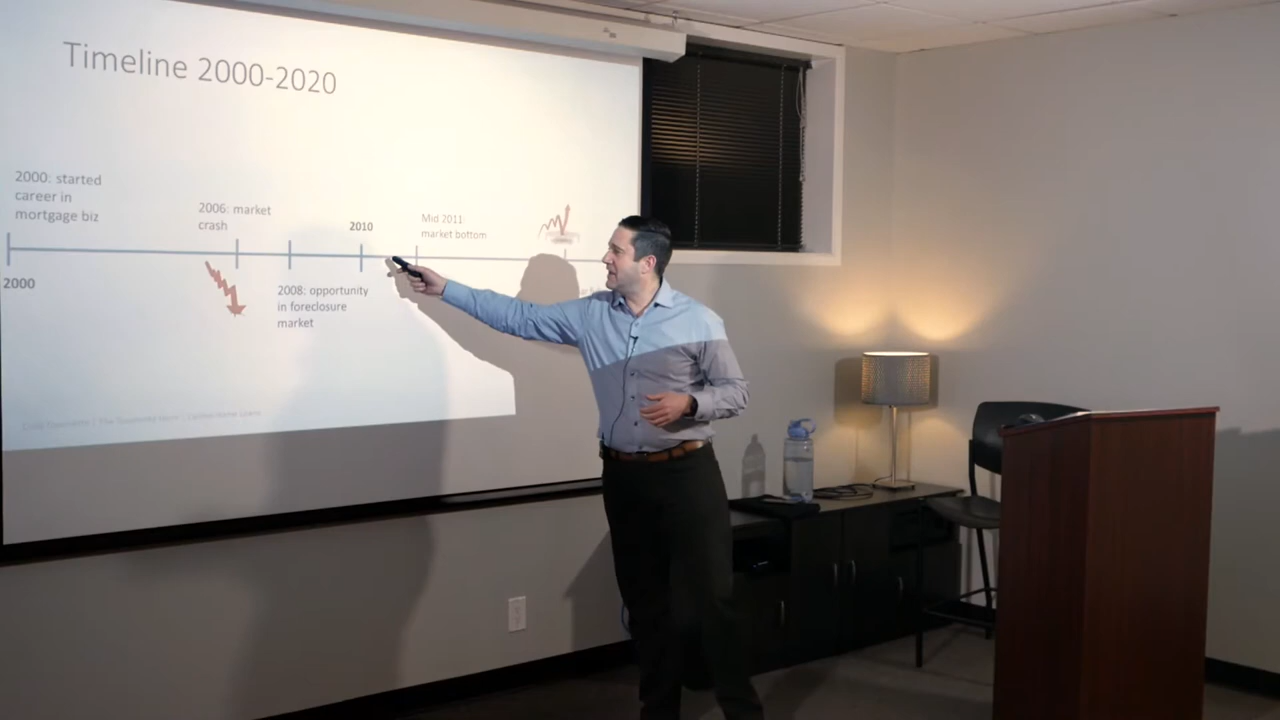 Timeline 2000-2020
2000: started
career in
mortgage biz
2006: market
crash
2010
Mid 2011:
market bottom
2000
2008: opportunity
in foreclosure
market